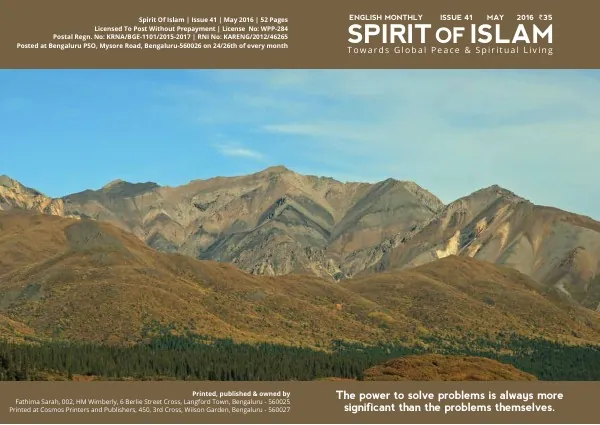 Spirit Of Islam | Issue 41 | May 2016 | 52 Pages
Licensed To Post Without Prepayment | License No: WPP-284
Postal Regn. No: KRNA/BGE-1101/2015-2017 | RNI No: KARENG/2012/46265
Posted at Bengaluru PSO, Mysore Road, Bengaluru-560026 on 24/26th of every month
ENGLISH MONTHLY ISSUE 41 MAY 2016 ₹35
SPIRIT OF ISLAM
Towards Global Peace & Spiritual Living
Printed, published & owned by
Fathima Sarah, 002, HM Wimberly, 6 Berlie Street Cross, Langford Town, Bengaluru - 560025
Printed at Cosmos Printers and Publishers, 450, 3rd Cross, Wilson Garden, Bengaluru - 560027
The power to solve problems is always more
significant than the problems themselves.